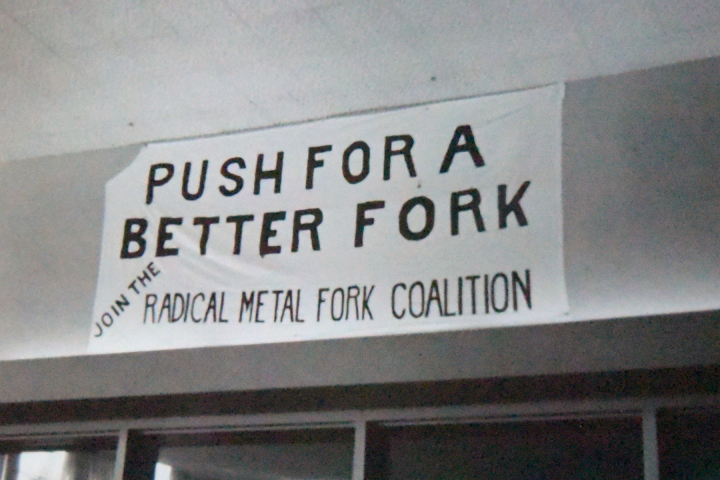 PUSH FOR A
BETTER FORK
JOIN THE
RADICAL METAL FORK COALITION